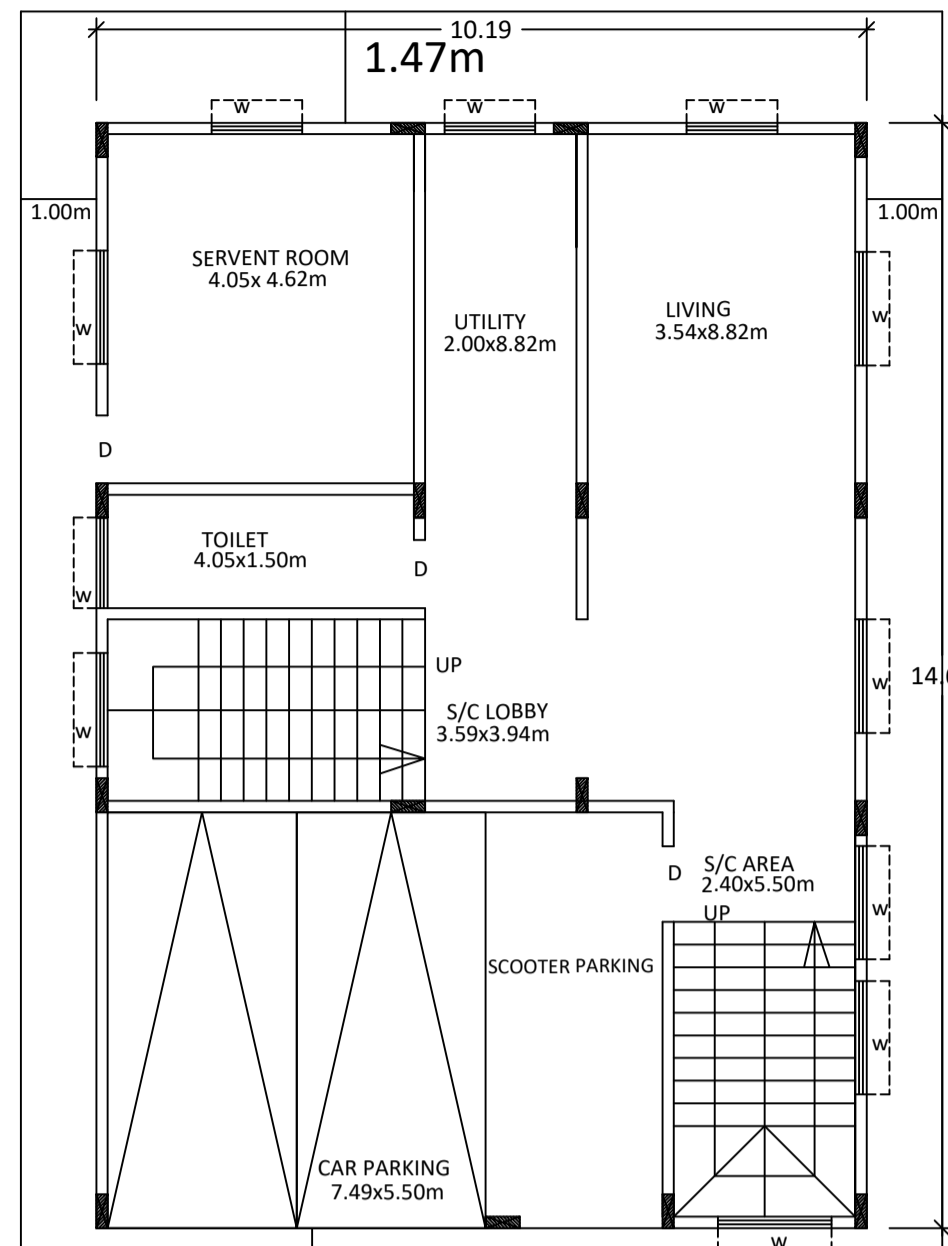 10.19
1.47m
W
W
W
1.00m
1.00m
SERVENT ROOM
4.05x 4.62m
W
UTILITY
2.00x8.82m
LIVING
3.54x8.82m
W
D
TOILET
4.05x1.50m
D
W
UP
S/C LOBBY
3.59x3.94m
W
W
D
S/C AREA
2.40x5.50m
UP
W
SCOOTER PARKING
W
CAR PARKING
7.49x5.50m
W